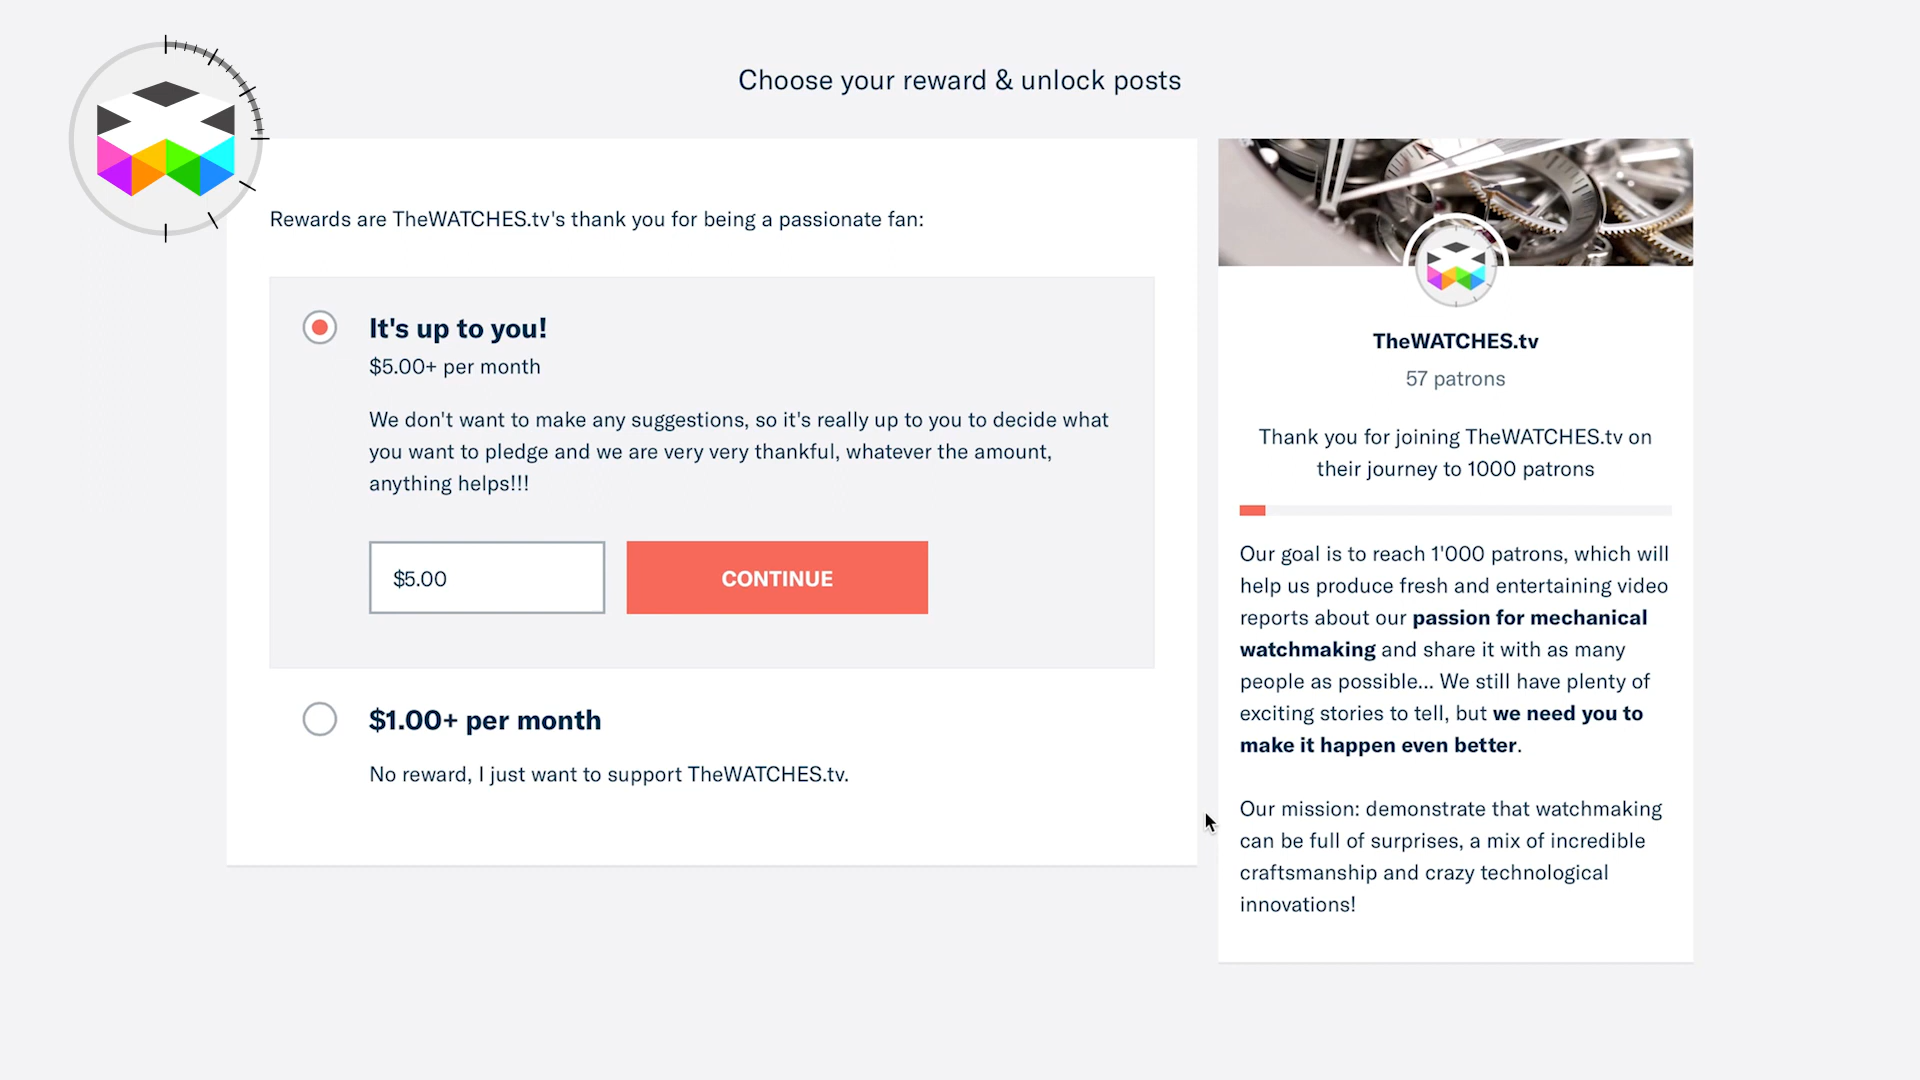 Choose your reward & unlock posts
Rewards are TheWATCHES.tv's thank you for being a passionate fan:
It's up to you!
$5.00+ per month
We don't want to make any suggestions, so it's really up to you to decide what
you want to pledge and we are very very thankful, whatever the amount,
anything helps!!!
$5.00
CONTINUE
$1.00+ per month
No reward, I just want to support TheWATCHES.tv.
TheWATCHES.tv
57 patrons
Thank you for joining TheWATCHES.tv on
their journey to 1000 patrons
Our goal is to reach 1'000 patrons, which will
help us produce fresh and entertaining video
reports about our passion for mechanical
watchmaking and share it with as many
people as possible... We still have plenty of
exciting stories to tell, but we need you to
make it happen even better.
Our mission: demonstrate that watchmaking
can be full of surprises, a mix of incredible
craftsmanship and crazy technological
innovations!